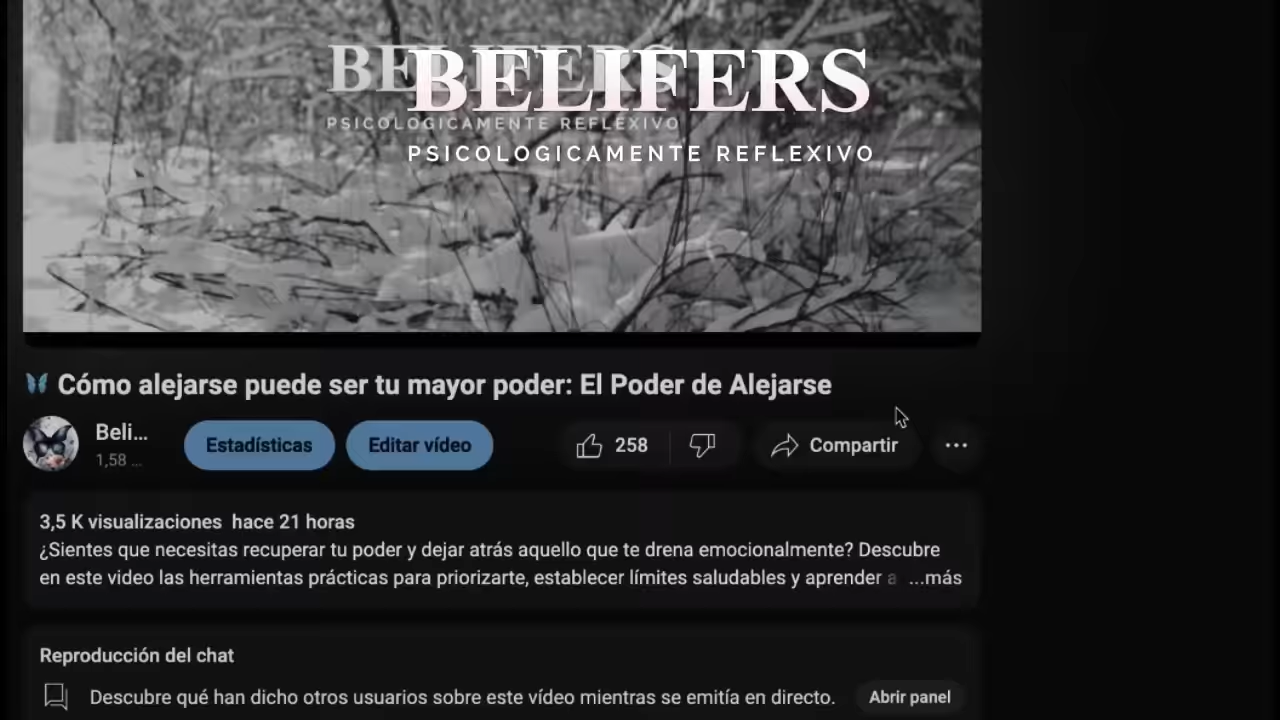 BELIFERS
BELIFERS
PSICOLOGICAMENTE REFLEXIVO
PSICOLOGICAMENTE REFLEXIVO
Cómo alejarse puede ser tu mayor poder: El Poder de Alejarse
Beli...
1,58 ...
Estadísticas
Editar vídeo
258
Compartir
3,5 K visualizaciones hace 21 horas
¿Sientes que necesitas recuperar tu poder y dejar atrás aquello que te drena emocionalmente? Descubre
en este video las herramientas prácticas para priorizarte, establecer límites saludables y aprender a ...más
Reproducción del chat
Descubre qué han dicho otros usuarios sobre este vídeo mientras se emitía en directo.
Abrir panel